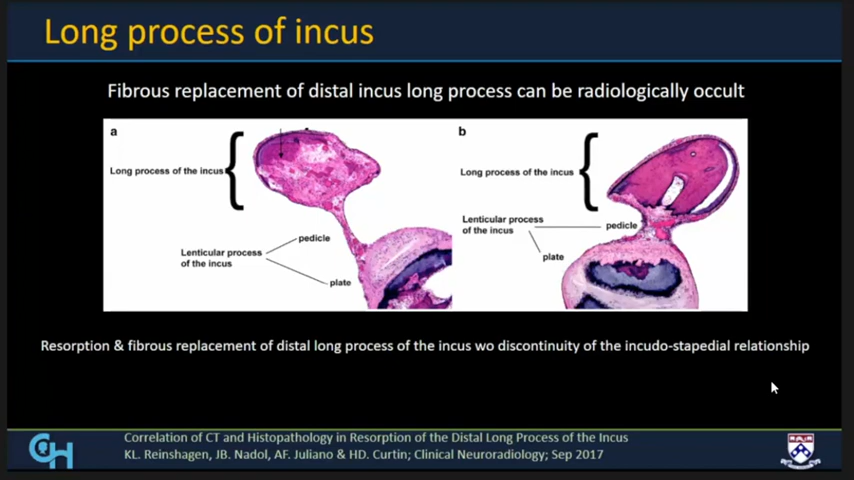 Long process of incus
Fibrous replacement of distal incus long process can be radiologically occult
a
Long process of the incus
Lenticular process
of the incus
pedicle
plate
b
Long process of the incus
Lenticular process
of the incus
pedicle
plate
Resorption & fibrous replacement of distal long process of the incus wo discontinuity of the incudo-stapedial relationship
CH
Correlation of CT and Histopathology in Resorption of the Distal Long Process of the Incus
KL. Reinshagen, JB. Nadol, AF. Juliano & HD. Curtin; Clinical Neuroradiology; Sep 2017